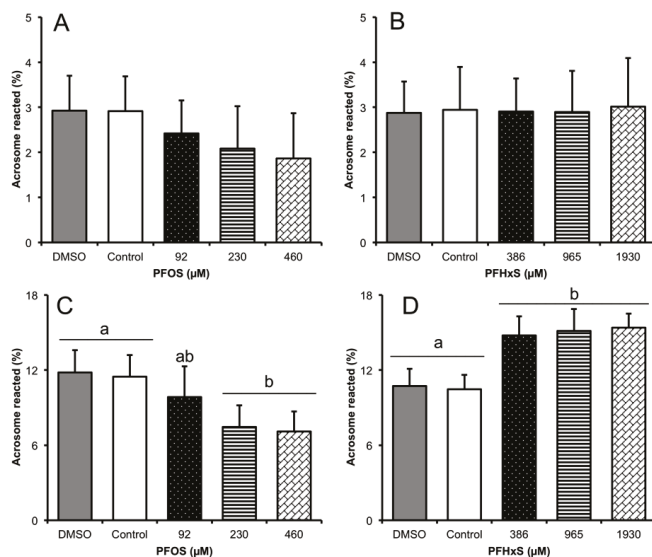 A
Acrosome reacted (%)
5
4
3
2
1
0
DMSO Control 92 230 460
PFOS (µM)
B
Acrosome reacted (%)
5
4
3
2
1
0
DMSO Control 386 965 1930
PFHxS (µM)
C
Acrosome reacted (%)
18
12
6
0
a
ab
b
DMSO Control 92 230 460
PFOS (µM)
D
Acrosome reacted (%)
18
12
6
0
a
b
DMSO Control 386 965 1930
PFHxS (µM)